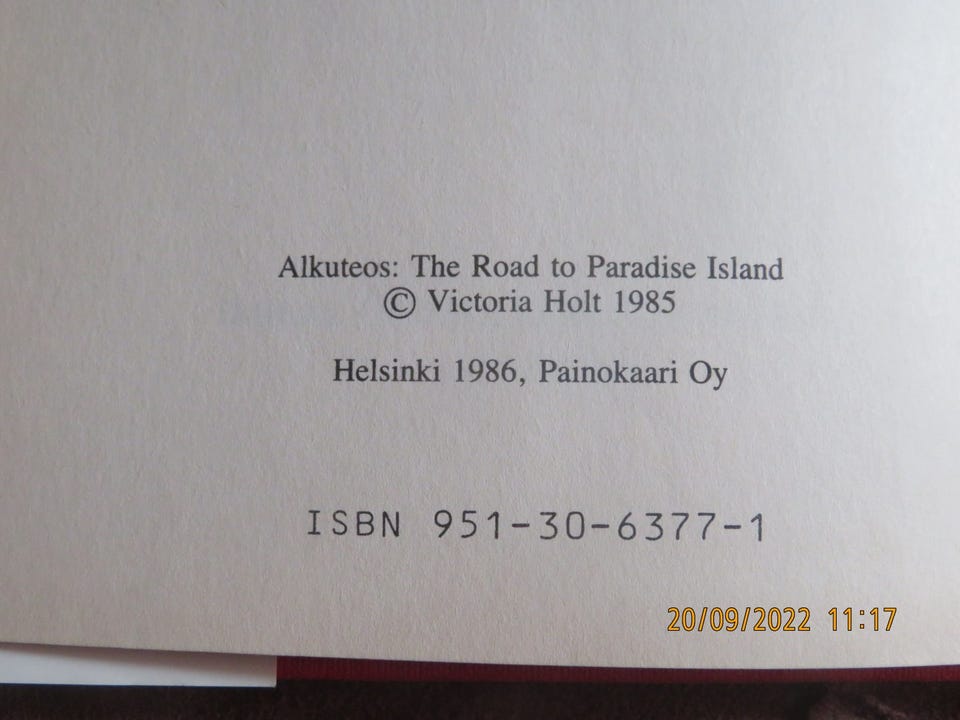 Alkuteos: The Road to Paradise Island
© Victoria Holt 1985
Helsinki 1986, Painokaari Oy
ISBN 951-30-6377-1
20/09/2022 11:17